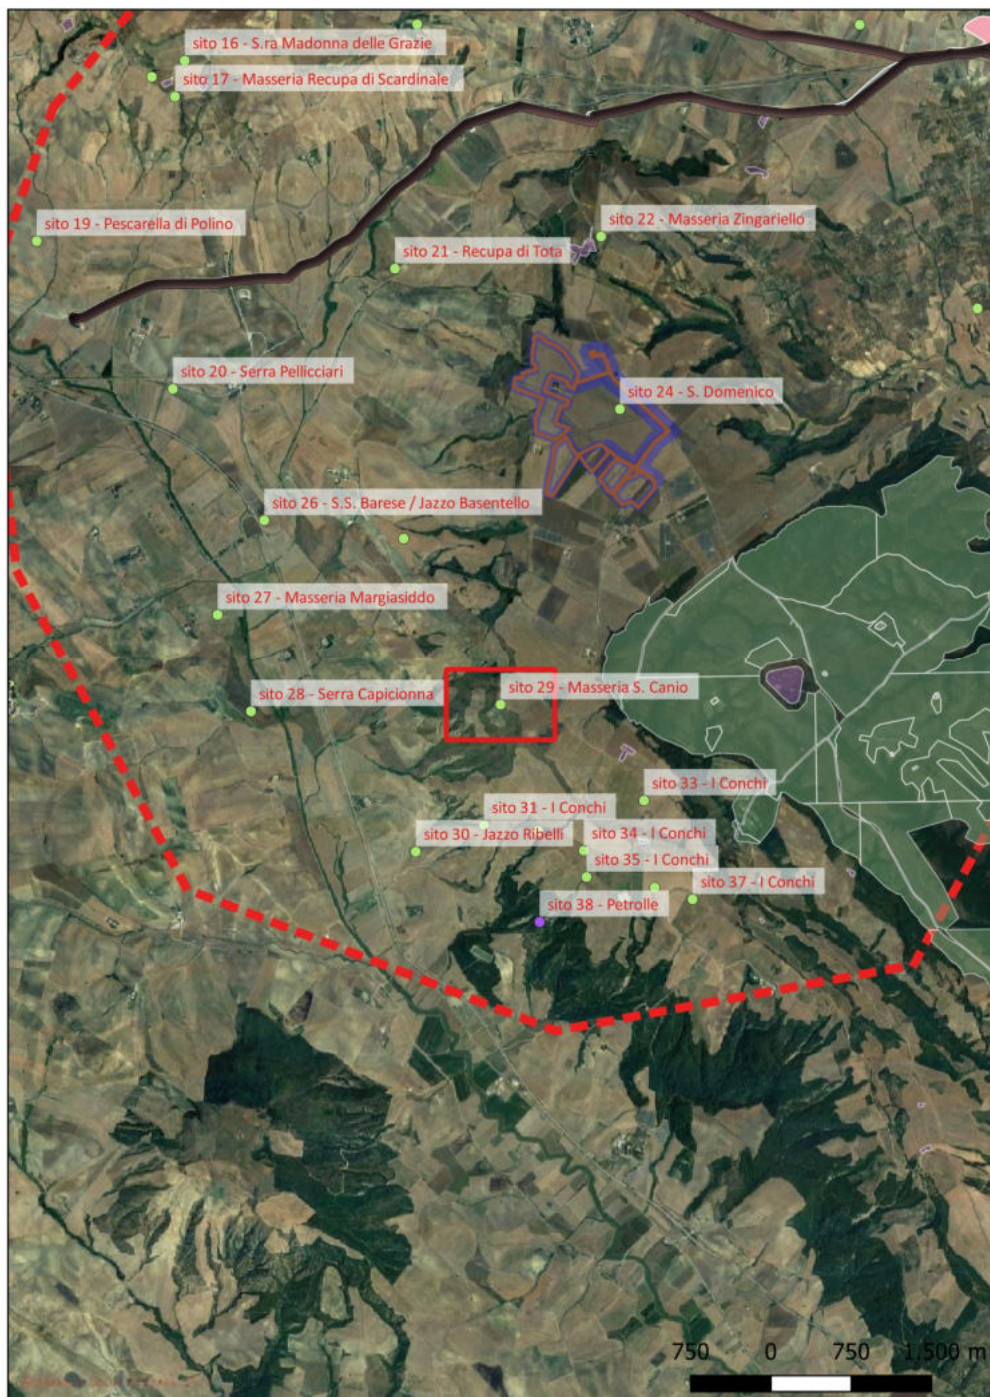 sito 16 - S.ra Madonna delle Grazie
sito 17 - Masseria Recupa di Scardinale
sito 19 - Pescarella di Polino
sito 22 - Masseria Zingariello
sito 21 - Recupa di Tota
sito 20 - Serra Pellicciari
sito 24 - S. Domenico
sito 26 - S.S. Barese / Jazzo Basentello
sito 27 - Masseria Margiasiddo
sito 28 - Serra Capicionna
sito 29 - Masseria S. Canio
sito 33 - I Conchi
sito 31 - I Conchi
sito 30 - Jazzo Ribelli
sito 34 - I Conchi
sito 35 - I Conchi
sito 37 - I Conchi
sito 38 - Petrolle
750 0 750 1.500 m